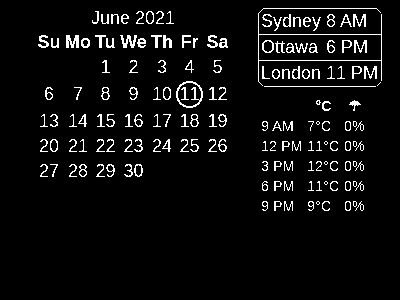 June 2021
Su Mo Tu We Th Fr Sa
1 2 3 4 5
6 7 8 9 10 11 12
13 14 15 16 17 18 19
20 21 22 23 24 25 26
27 28 29 30
Sydney 8 AM
Ottawa 6 PM
London 11 PM
°C ☂
9 AM 7°C 0%
12 PM 11°C 0%
3 PM 12°C 0%
6 PM 11°C 0%
9 PM 9°C 0%